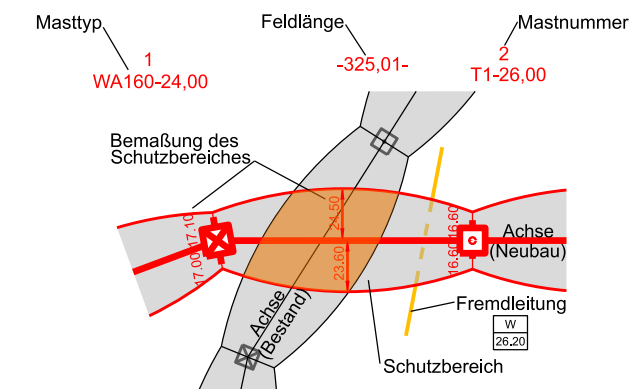 Masttyp
Feldlänge
Mastnummer
1
WA160-24,00
-325,01-
2
T1-26,00
Bemaßung des
Schutzbereiches
17.10
17.00
21.50
23.60
16.60
16.60
Achse
(Neubau)
Achse
(Bestand)
Fremdleitung
W
26.20
Schutzbereich